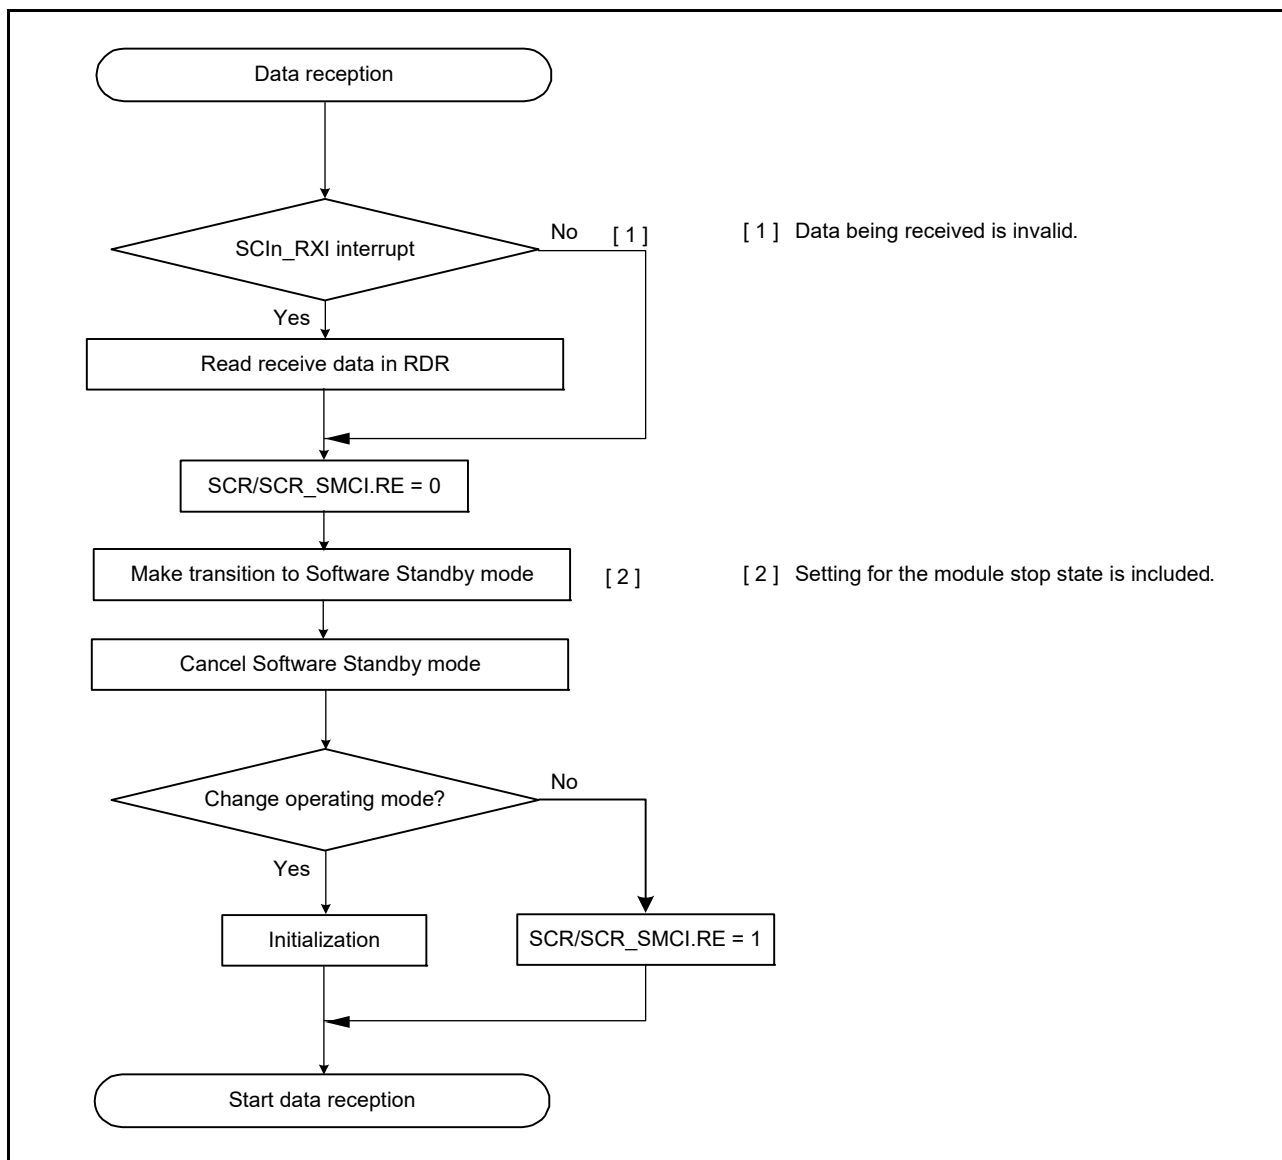 Data reception
No [ 1 ]
[ 1 ] Data being received is invalid.
SCIn_RXI interrupt
Yes
Read receive data in RDR
SCR/SCR_SMCI.RE = 0
Make transition to Software Standby mode
[ 2 ]
[ 2 ] Setting for the module stop state is included.
Cancel Software Standby mode
Change operating mode?
No
Yes
Initialization
SCR/SCR_SMCI.RE = 1
Start data reception